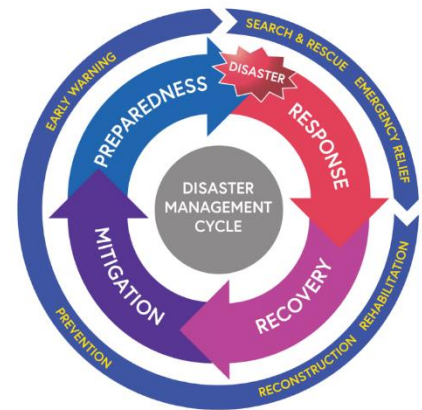 EARLY WARNING
SEARCH & RESCUE
EMERGENCY RELIEF
PREPAREDNESS
DISASTER
RESPONSE
DISASTER
MANAGEMENT
CYCLE
MITIGATION
RECOVERY
REHABILITATION
RECONSTRUCTION
PREVENTION